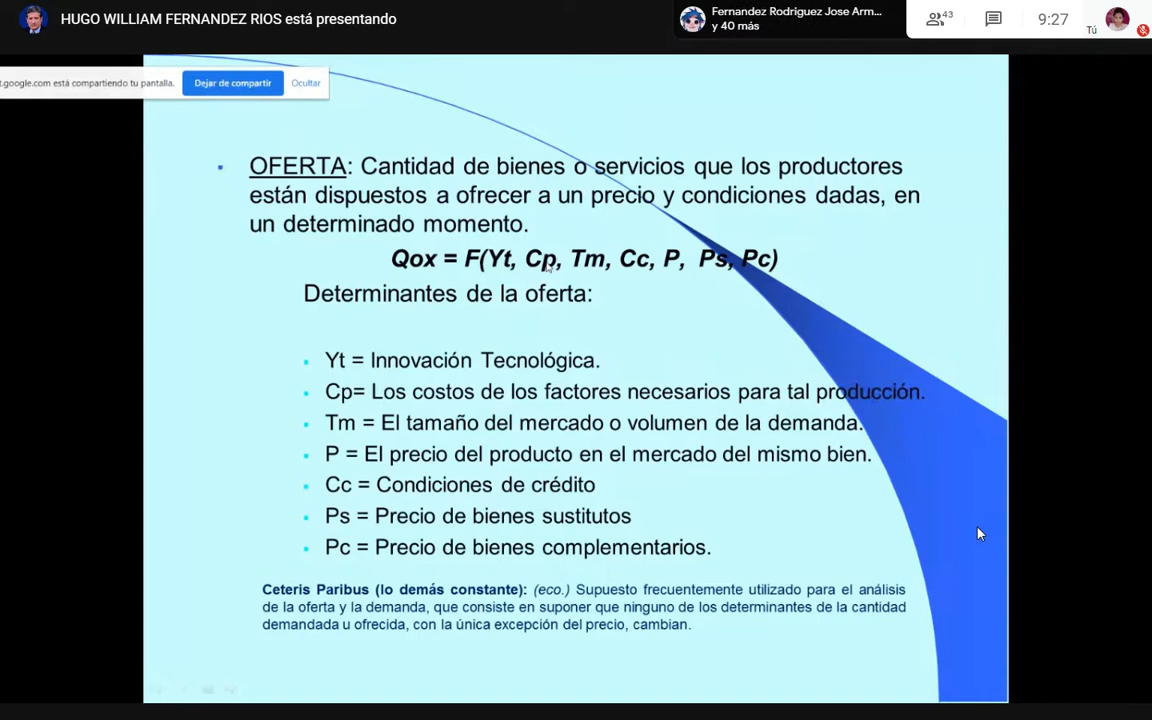 HUGO WILLIAM FERNANDEZ RIOS está presentando
Fernandez Rodriguez Jose Arm...
y 40 más
43
9:27
Tú
t.google.com está compartiendo tu pantalla.
Dejar de compartir
Ocultar
OFERTA: Cantidad de bienes o servicios que los productores
están dispuestos a ofrecer a un precio y condiciones dadas, en
un determinado momento.
Qox = F(Yt, Cp, Tm, Cc, P, Ps, Pc)
Determinantes de la oferta:
Yt = Innovación Tecnológica.
Cp= Los costos de los factores necesarios para tal producción.
Tm = El tamaño del mercado o volumen de la demanda.
P = El precio del producto en el mercado del mismo bien.
Cc = Condiciones de crédito
Ps = Precio de bienes sustitutos
Pc = Precio de bienes complementarios.
Ceteris Paribus (lo demás constante): (eco.) Supuesto frecuentemente utilizado para el análisis
de la oferta y la demanda, que consiste en suponer que ninguno de los determinantes de la cantidad
demandada u ofrecida, con la única excepción del precio, cambian.